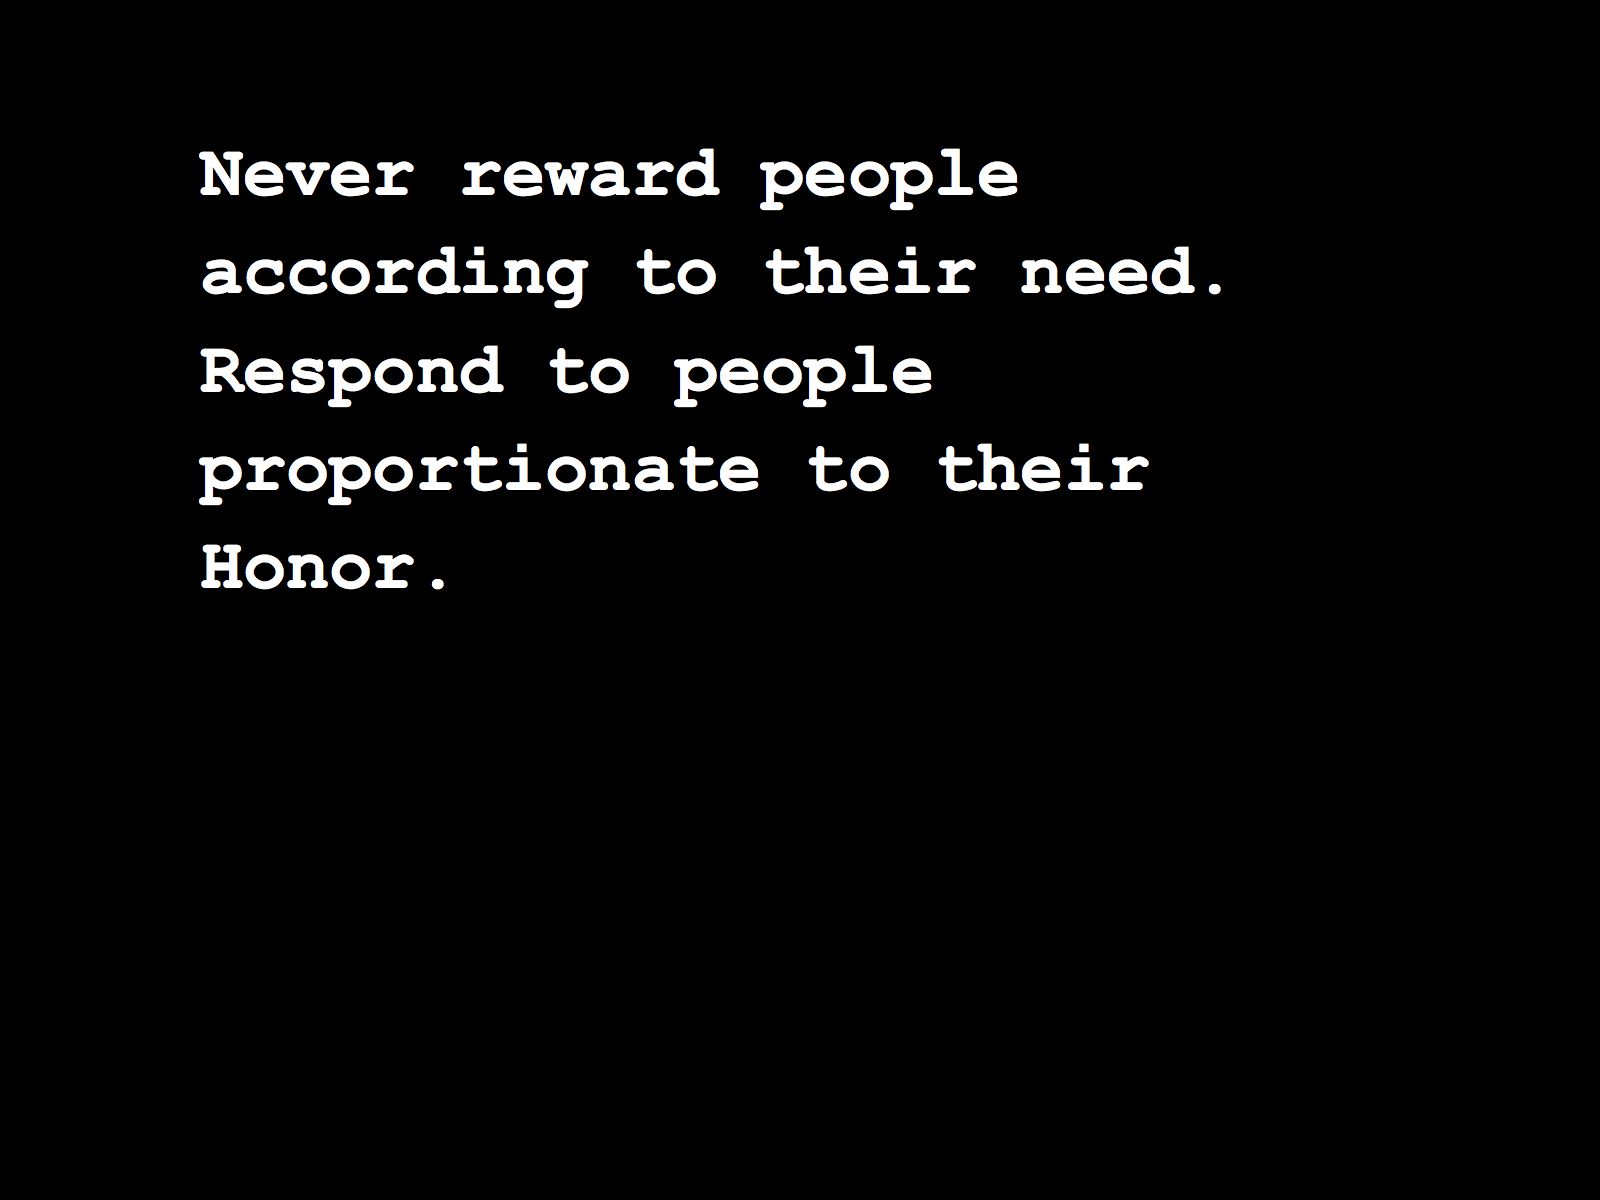 Never reward people
according to their need.
Respond to people
proportionate to their
Honor.